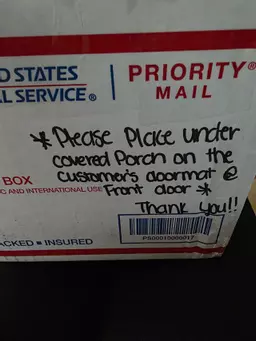 D STATES
L SERVICE®
PRIORITY®
MAIL
* Please Place under
covered Porch on the
customer's doormat @
Front door *
Thank you!!
BOX
C AND INTERNATIONAL USE
ACKED ■ INSURED